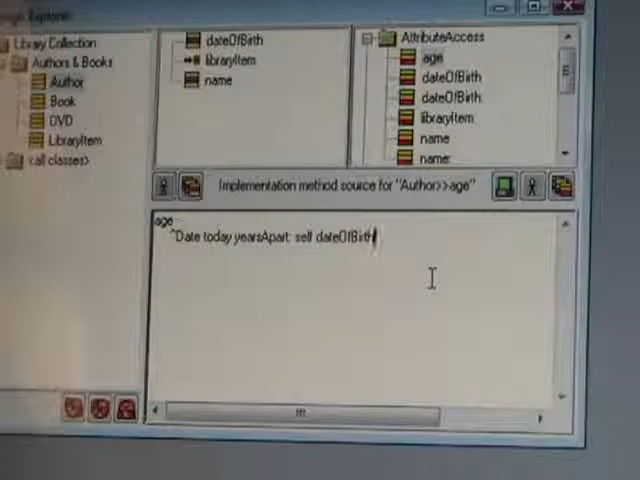 Explorer
Library Collection
Authors & Books
Author
Book
DVD
LibraryItem
<all classes>
dateOfBirth
libraryItem
name
AttributeAccess
age
dateOfBirth
dateOfBirth
libraryItem
name
name
Implementation method source for "Author>>age"
age
^Date today yearsApart: self dateOfBirth